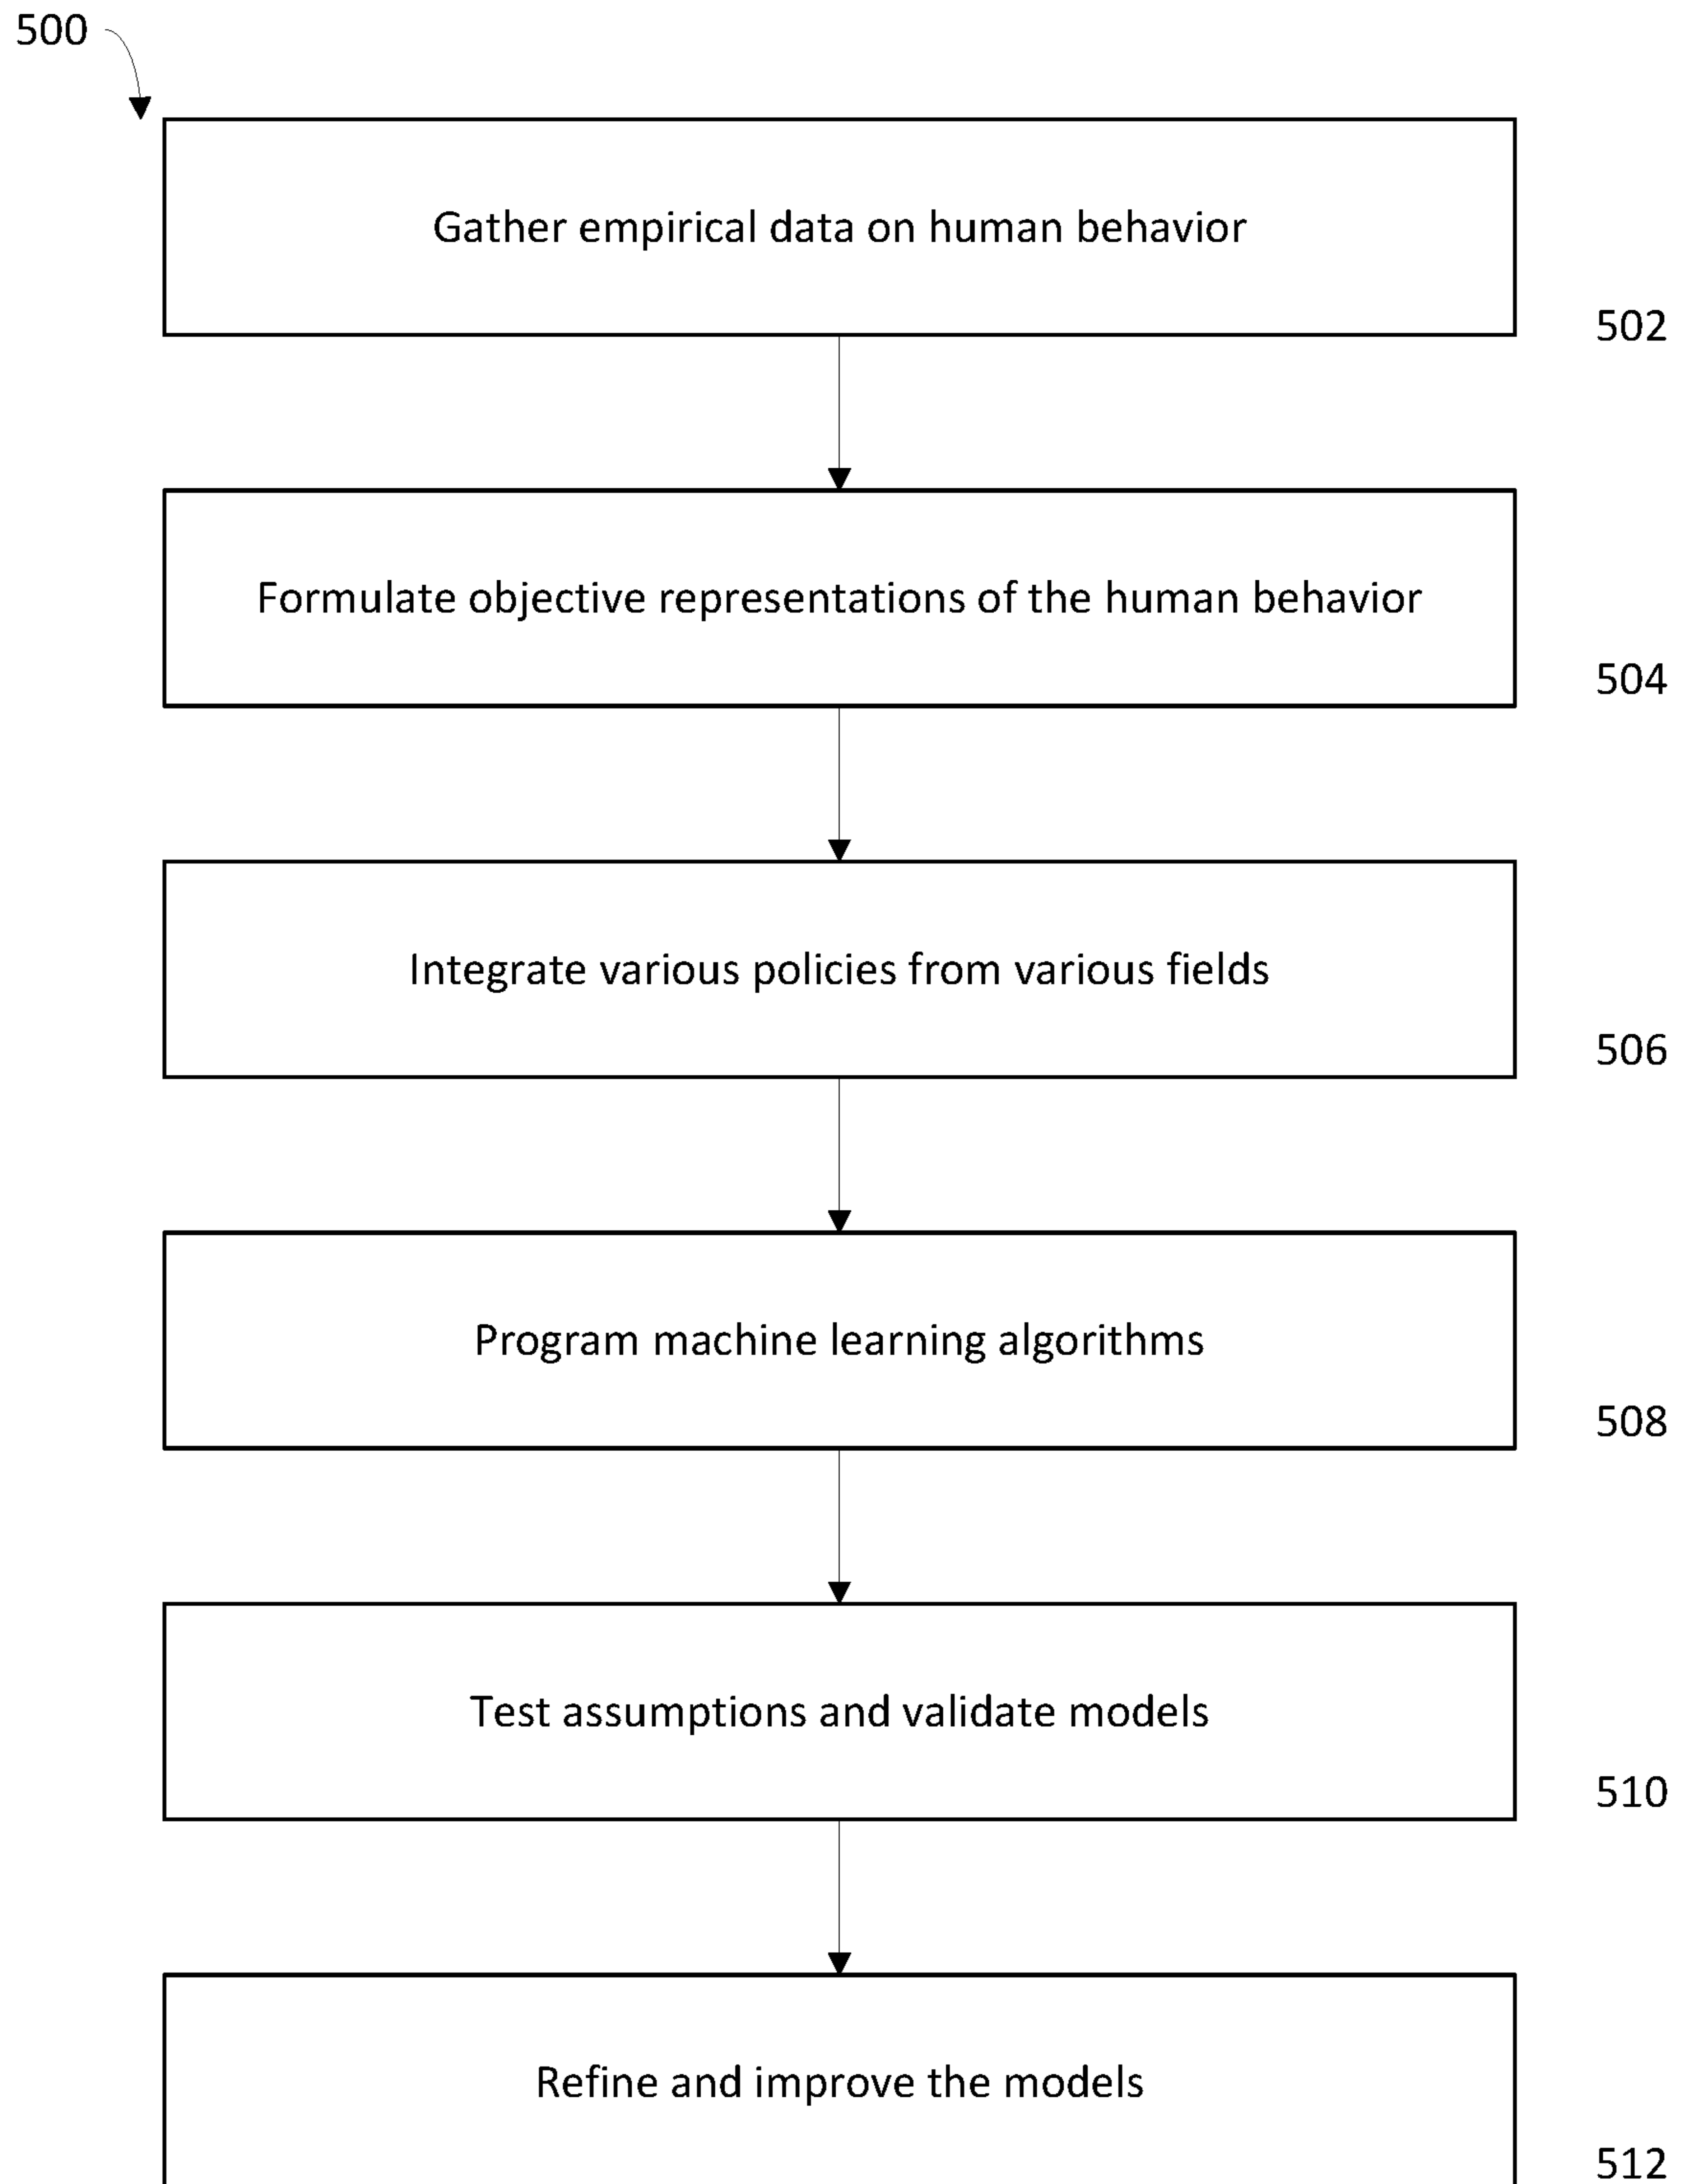 500
Gather empirical data on human behavior
502
Formulate objective representations of the human behavior
504
Integrate various policies from various fields
506
Program machine learning algorithms
508
Test assumptions and validate models
510
Refine and improve the models
512